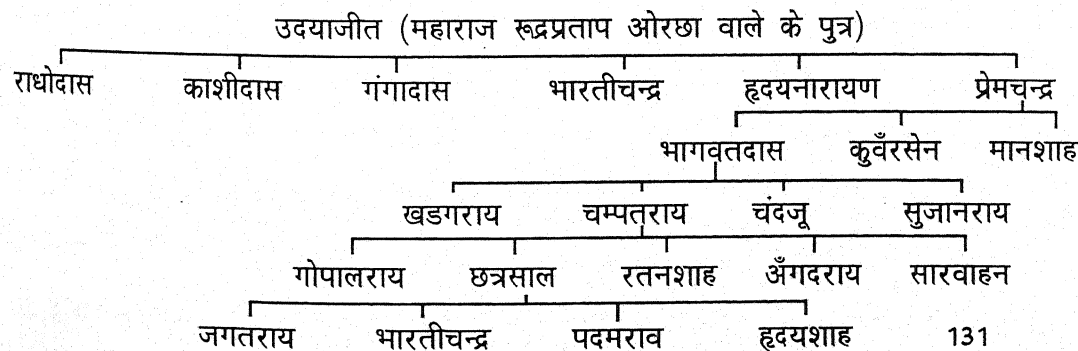 उदयाजीत (महाराज रूद्रप्रताप ओरछा वाले के पुत्र)
राधोदास काशीदास गंगादास भारतीचन्द्र हृदयनारायण प्रेमचन्द्र
भागवतदास कुवँरसेन मानशाह
खडगराय चम्पतराय चंदजू सुजानराय
गोपालराय छत्रसाल रतनशाह अँगदराय सारवाहन
जगतराय भारतीचन्द्र पदमराव हृदयशाह 131